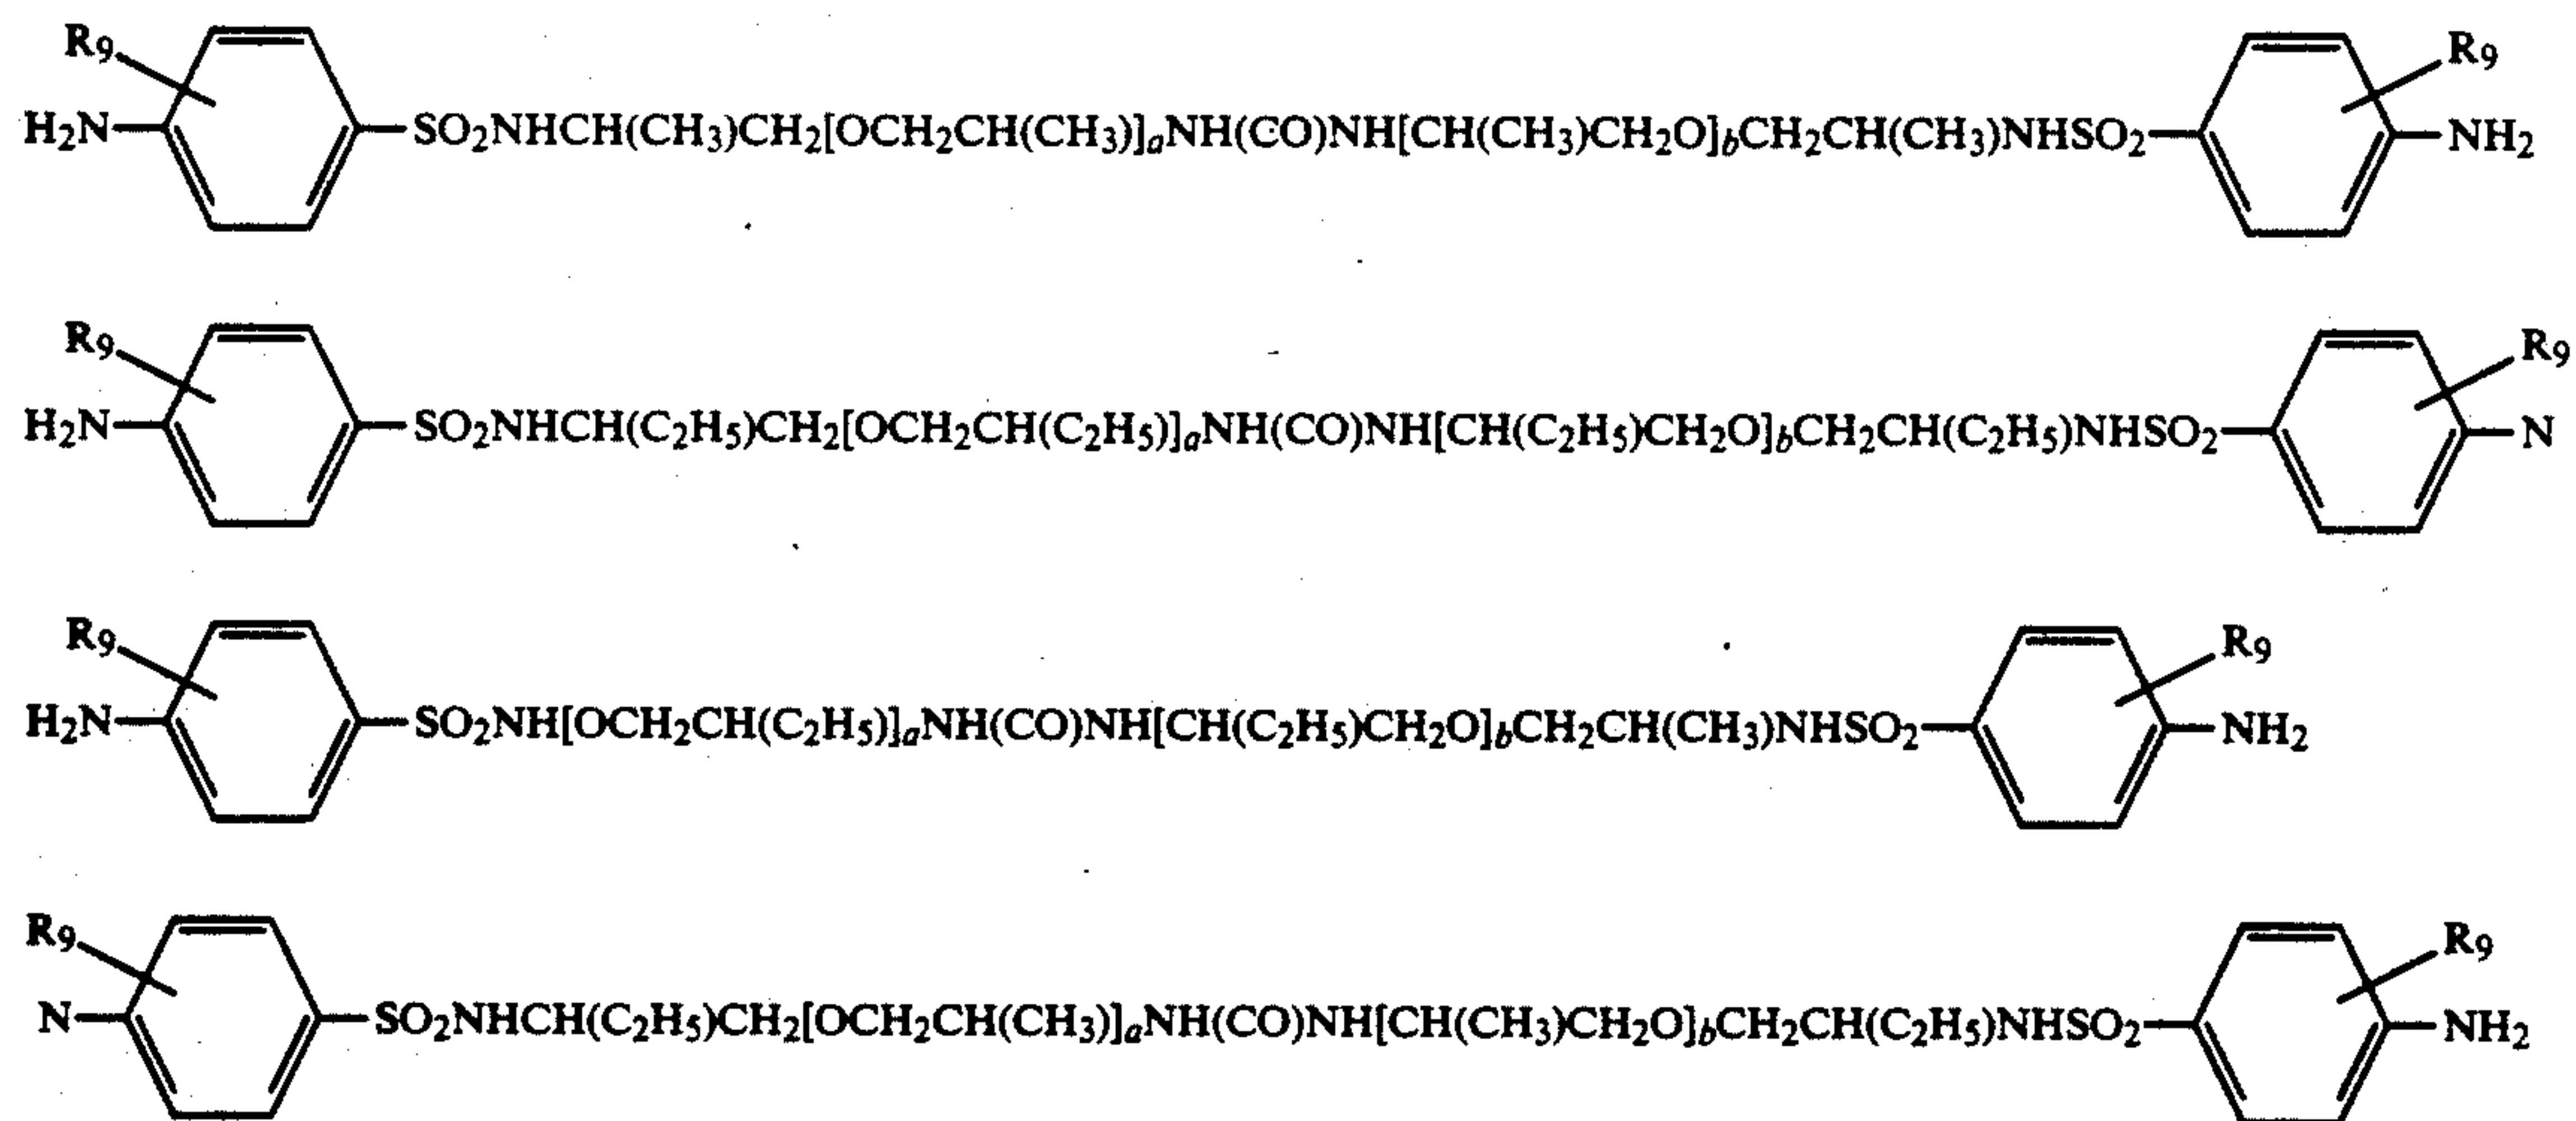 R9 R9
H2N SO2NHCH(CH3)CH2[OCH2CH(CH3)]aNH(CO)NH[CH(CH3)CH2O]bCH2CH(CH3)NHSO2 NH2
R9 R9
H2N SO2NHCH(C2H5)CH2[OCH2CH(C2H5)]aNH(CO)NH[CH(C2H5)CH2O]bCH2CH(C2H5)NHSO2 N
R9 R9
H2N SO2NH[OCH2CH(C2H5)]aNH(CO)NH[CH(C2H5)CH2O]bCH2CH(CH3)NHSO2 NH2
R9 R9
N SO2NHCH(C2H5)CH2[OCH2CH(CH3)]aNH(CO)NH[CH(CH3)CH2O]bCH2CH(C2H5)NHSO2 NH2